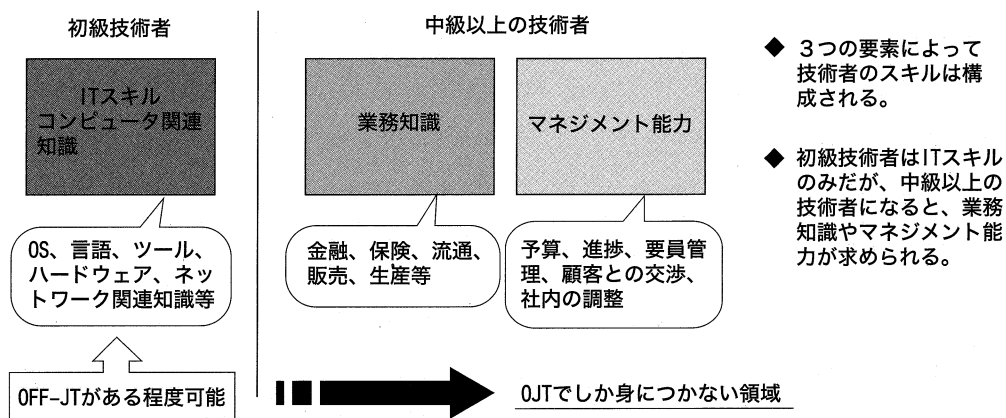 初級技術者
ITスキル
コンピュータ関連
知識
OS、言語、ツール、
ハードウェア、ネッ
トワーク関連知識等
OFF-JTがある程度可能
中級以上の技術者
業務知識
マネジメント能力
金融、保険、流通、
販売、生産等
予算、進捗、要員管
理、顧客との交渉、
社内の調整
OJTでしか身につかない領域
◆ 3つの要素によって
技術者のスキルは構
成される。
◆ 初級技術者はITスキル
のみだが、中級以上の
技術者になると、業務
知識やマネジメント能
力が求められる。